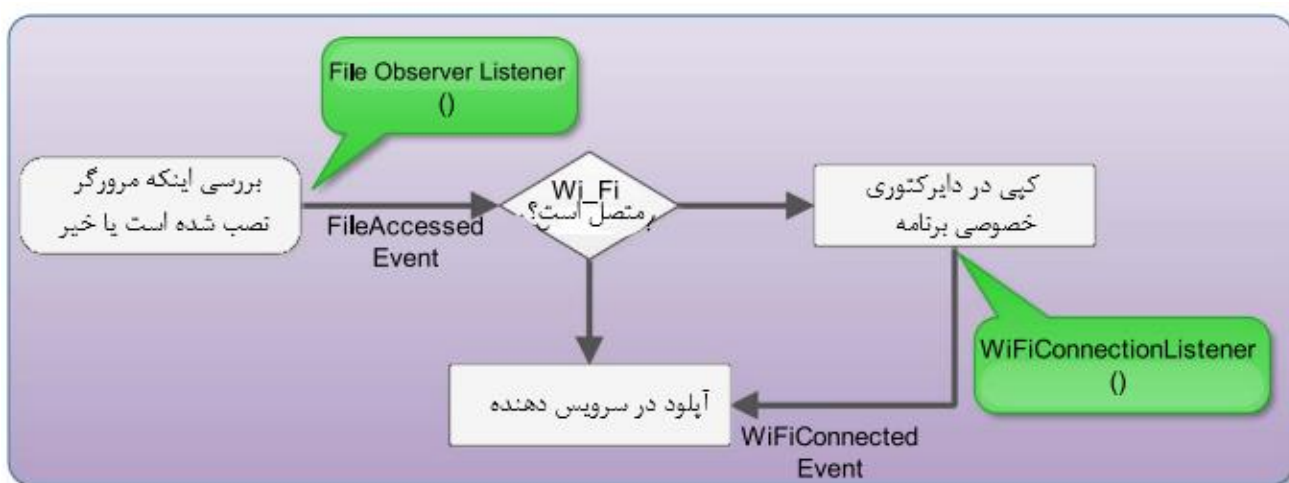 File Observer Listener
()
بررسی اینکه مرورگر
نصب شده است یا خیر
FileAccessed
Event
Wi_Fi
متصل است؟
کپی در دایرکتوری
خصوصی برنامه
WiFiConnectionListener
()
آپلود در سرویس دهنده
WiFiConnected
Event